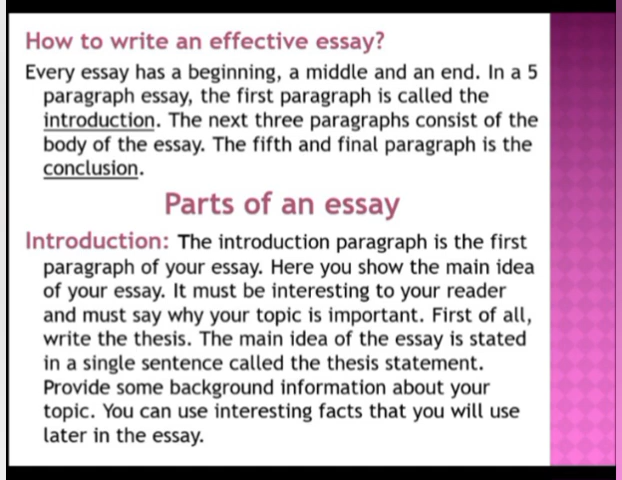 How to write an effective essay?
Every essay has a beginning, a middle and an end. In a 5
paragraph essay, the first paragraph is called the
introduction. The next three paragraphs consist of the
body of the essay. The fifth and final paragraph is the
conclusion.
Parts of an essay
Introduction: The introduction paragraph is the first
paragraph of your essay. Here you show the main idea
of your essay. It must be interesting to your reader
and must say why your topic is important. First of all,
write the thesis. The main idea of the essay is stated
in a single sentence called the thesis statement.
Provide some background information about your
topic. You can use interesting facts that you will use
later in the essay.